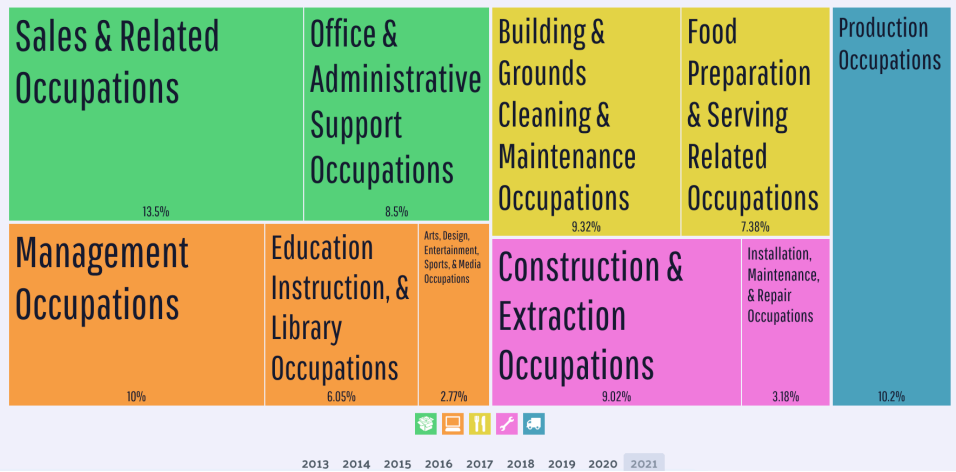 Sales & Related
Occupations
13.5%
Office &
Administrative
Support
Occupations
8.5%
Building &
Grounds
Cleaning &
Maintenance
Occupations
9.32%
Food
Preparation
& Serving
Related
Occupations
7.38%
Production
Occupations
10.2%
Management
Occupations
10%
Education
Instruction, &
Library
Occupations
6.05%
Arts, Design,
Entertainment,
Sports, & Media
Occupations
2.77%
Construction &
Extraction
Occupations
9.02%
Installation,
Maintenance,
& Repair
Occupations
3.18%
2013 2014 2015 2016 2017 2018 2019 2020 2021